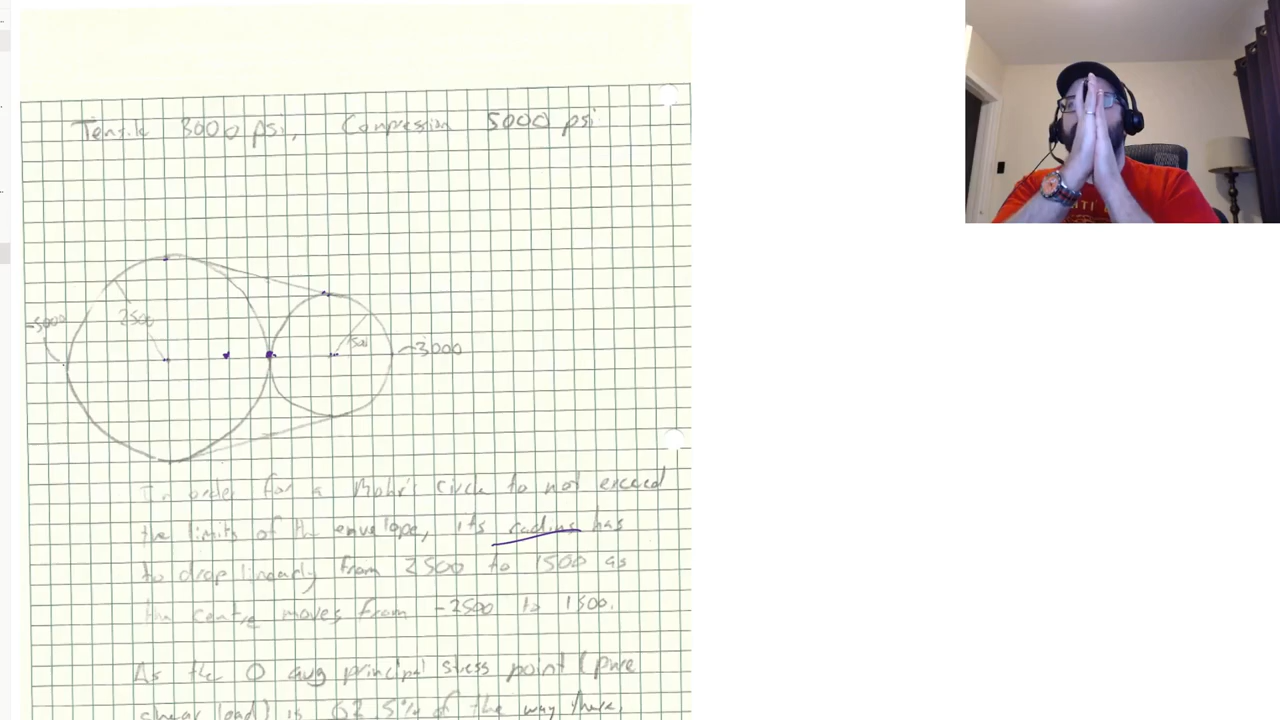 Tensile 3000 psi, Compression 5000 psi
-5000
2500
1500
~3000
In order for a Mohr's circle to not exceed
the limits of the envelope, its radius has
to drop linearly from 2500 to 1500 as
the centre moves from -2500 to 1500.
As the 0 avg principal stress point (pure
shear load) is 62.5% of the way there,